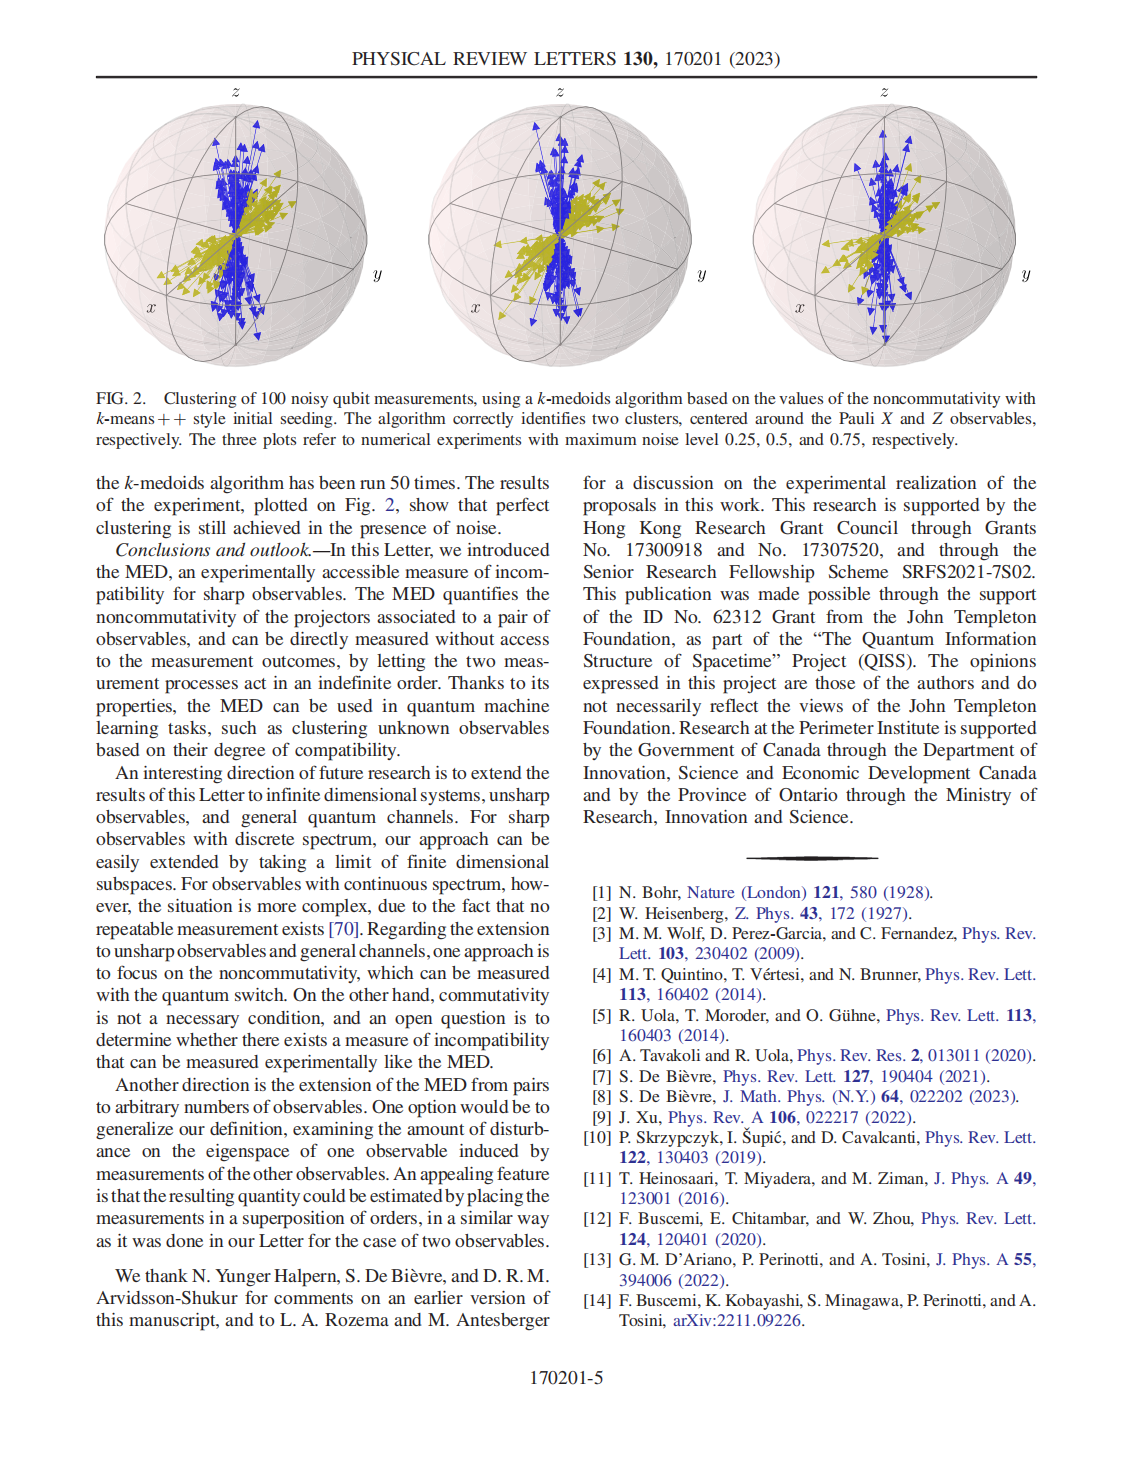 PHYSICAL REVIEW LETTERS 130, 170201 (2023)
z
z
z
y
y
y
x
x
x
FIG. 2. Clustering of 100 noisy qubit measurements, using a k-medoids algorithm based on the values of the noncommutativity with
k-means++ style initial seeding. The algorithm correctly identifies two clusters, centered around the Pauli X and Z observables,
respectively. The three plots refer to numerical experiments with maximum noise level 0.25, 0.5, and 0.75, respectively.
the k-medoids algorithm has been run 50 times. The results
of the experiment, plotted on Fig. 2, show that perfect
clustering is still achieved in the presence of noise.
Conclusions and outlook.—In this Letter, we introduced
the MED, an experimentally accessible measure of incom-
patibility for sharp observables. The MED quantifies the
noncommutativity of the projectors associated to a pair of
observables, and can be directly measured without access
to the measurement outcomes, by letting the two meas-
urement processes act in an indefinite order. Thanks to its
properties, the MED can be used in quantum machine
learning tasks, such as clustering unknown observables
based on their degree of compatibility.
An interesting direction of future research is to extend the
results of this Letter to infinite dimensional systems, unsharp
observables, and general quantum channels. For sharp
observables with discrete spectrum, our approach can be
easily extended by taking a limit of finite dimensional
subspaces. For observables with continuous spectrum, how-
ever, the situation is more complex, due to the fact that no
repeatable measurement exists [70]. Regarding the extension
to unsharp observables and general channels, one approach is
to focus on the noncommutativity, which can be measured
with the quantum switch. On the other hand, commutativity
is not a necessary condition, and an open question is to
determine whether there exists a measure of incompatibility
that can be measured experimentally like the MED.
Another direction is the extension of the MED from pairs
to arbitrary numbers of observables. One option would be to
generalize our definition, examining the amount of disturb-
ance on the eigenspace of one observable induced by
measurements of the other observables. An appealing feature
is that the resulting quantity could be estimated by placing the
measurements in a superposition of orders, in a similar way
as it was done in our Letter for the case of two observables.
We thank N. Yunger Halpern, S. De Bièvre, and D. R. M.
Arvidsson-Shukur for comments on an earlier version of
this manuscript, and to L. A. Rozema and M. Antesberger
for a discussion on the experimental realization of the
proposals in this work. This research is supported by the
Hong Kong Research Grant Council through Grants
No. 17300918 and No. 17307520, and through the
Senior Research Fellowship Scheme SRFS2021-7S02.
This publication was made possible through the support
of the ID No. 62312 Grant from the John Templeton
Foundation, as part of the “The Quantum Information
Structure of Spacetime” Project (QISS). The opinions
expressed in this project are those of the authors and do
not necessarily reflect the views of the John Templeton
Foundation. Research at the Perimeter Institute is supported
by the Government of Canada through the Department of
Innovation, Science and Economic Development Canada
and by the Province of Ontario through the Ministry of
Research, Innovation and Science.
[1] N. Bohr, Nature (London) 121, 580 (1928).
[2] W. Heisenberg, Z. Phys. 43, 172 (1927).
[3] M. M. Wolf, D. Perez-Garcia, and C. Fernandez, Phys. Rev.
Lett. 103, 230402 (2009).
[4] M. T. Quintino, T. Vértesi, and N. Brunner, Phys. Rev. Lett.
113, 160402 (2014).
[5] R. Uola, T. Moroder, and O. Gühne, Phys. Rev. Lett. 113,
160403 (2014).
[6] A. Tavakoli and R. Uola, Phys. Rev. Res. 2, 013011 (2020).
[7] S. De Bièvre, Phys. Rev. Lett. 127, 190404 (2021).
[8] S. De Bièvre, J. Math. Phys. (N.Y.) 64, 022202 (2023).
[9] J. Xu, Phys. Rev. A 106, 022217 (2022).
[10] P. Skrzypczyk, I. Šupić, and D. Cavalcanti, Phys. Rev. Lett.
122, 130403 (2019).
[11] T. Heinosaari, T. Miyadera, and M. Ziman, J. Phys. A 49,
123001 (2016).
[12] F. Buscemi, E. Chitambar, and W. Zhou, Phys. Rev. Lett.
124, 120401 (2020).
[13] G. M. D’Ariano, P. Perinotti, and A. Tosini, J. Phys. A 55,
394006 (2022).
[14] F. Buscemi, K. Kobayashi, S. Minagawa, P. Perinotti, and A.
Tosini, arXiv:2211.09226.
170201-5